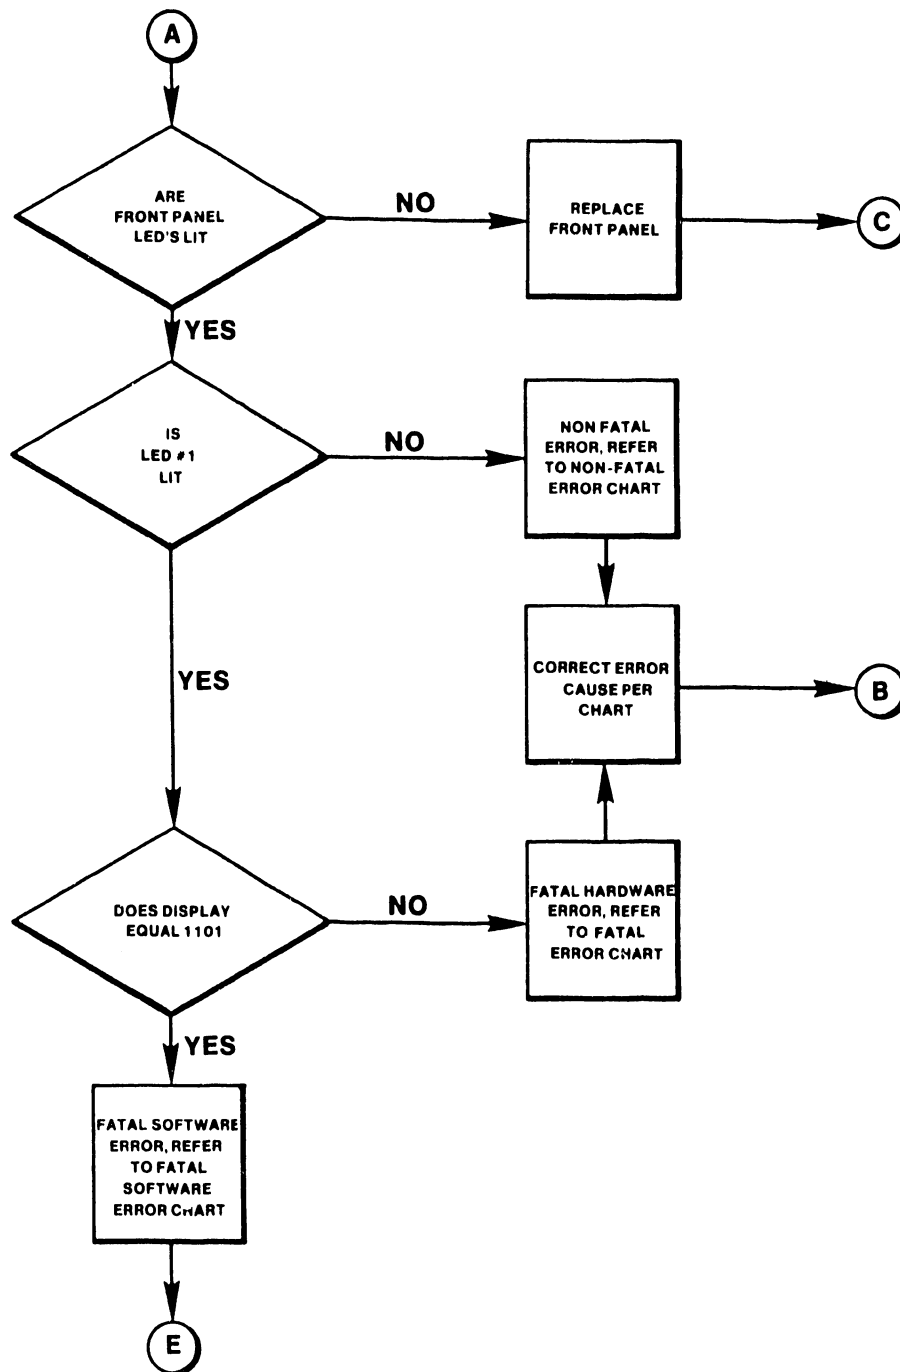 A
ARE
FRONT PANEL
LED'S LIT
NO
REPLACE
FRONT PANEL
C
YES
IS
LED #1
LIT
NO
NON FATAL
ERROR, REFER
TO NON-FATAL
ERROR CHART
CORRECT ERROR
CAUSE PER
CHART
B
YES
DOES DISPLAY
EQUAL 1101
NO
FATAL HARDWARE
ERROR, REFER
TO FATAL
ERROR CHART
YES
FATAL SOFTWARE
ERROR, REFER
TO FATAL
SOFTWARE
ERROR CHART
E